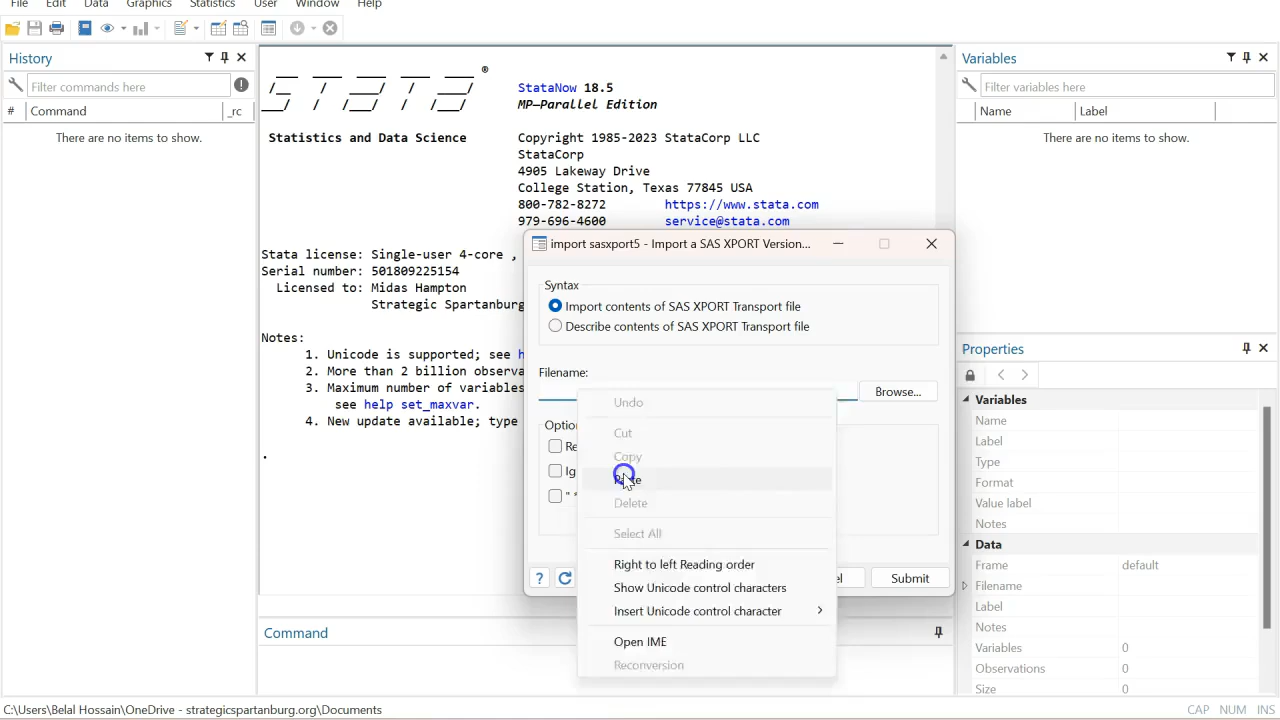 File Edit Data Graphics Statistics User Window Help
History
Filter commands here
# Command _rc
There are no items to show.
®
StataNow 18.5
MP—Parallel Edition
Statistics and Data Science
Copyright 1985-2023 StataCorp LLC
StataCorp
4905 Lakeway Drive
College Station, Texas 77845 USA
800-782-8272 https://www.stata.com
979-696-4600 service@stata.com
Stata license: Single-user 4-core ,
Serial number: 501809225154
Licensed to: Midas Hampton
Strategic Spartanburg
Notes:
1. Unicode is supported; see h
2. More than 2 billion observa
3. Maximum number of variables
see help set_maxvar.
4. New update available; type
.
import sasxport5 - Import a SAS XPORT Version...
Syntax
Import contents of SAS XPORT Transport file
Describe contents of SAS XPORT Transport file
Filename:
Browse...
Optio
Re
Ig
Undo
Cut
Copy
Delete
Select All
Right to left Reading order
Show Unicode control characters
Insert Unicode control character
Open IME
Reconversion
? el Submit
Command
Variables
Filter variables here
Name Label
There are no items to show.
Properties
Variables
Name
Label
Type
Format
Value label
Notes
Data
Frame default
Filename
Label
Notes
Variables 0
Observations 0
Size 0
C:\Users\Belal Hossain\OneDrive - strategicspartanburg.org\Documents
CAP NUM INS